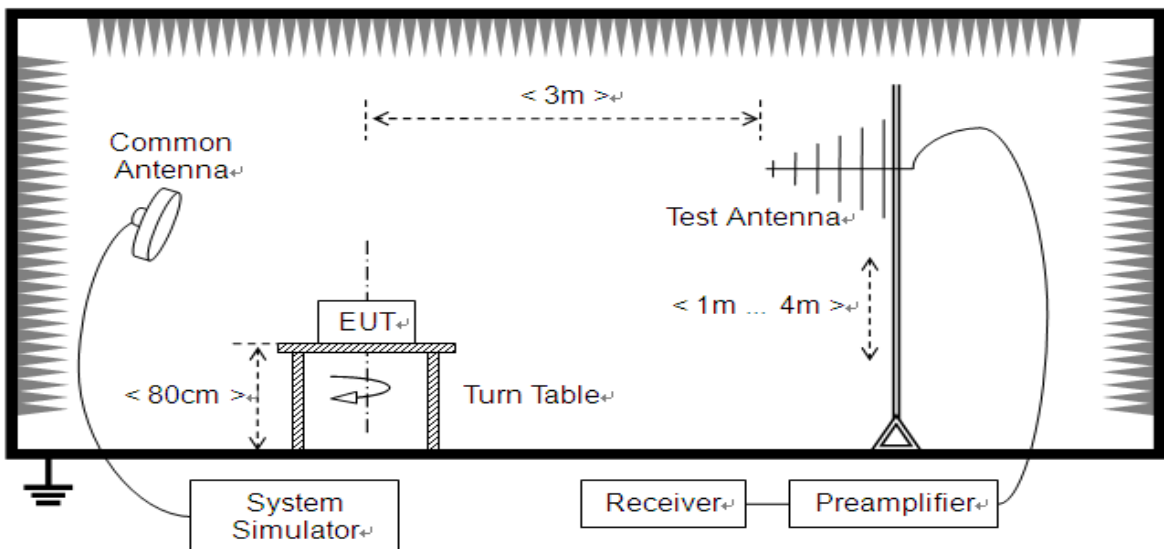 < 3m >↵
Common
Antenna↵
Test Antenna↵
< 1m ... 4m >↵
EUT↵
< 80cm >↵
Turn Table↵
System
Simulator↵
Receiver↵
Preamplifier↵